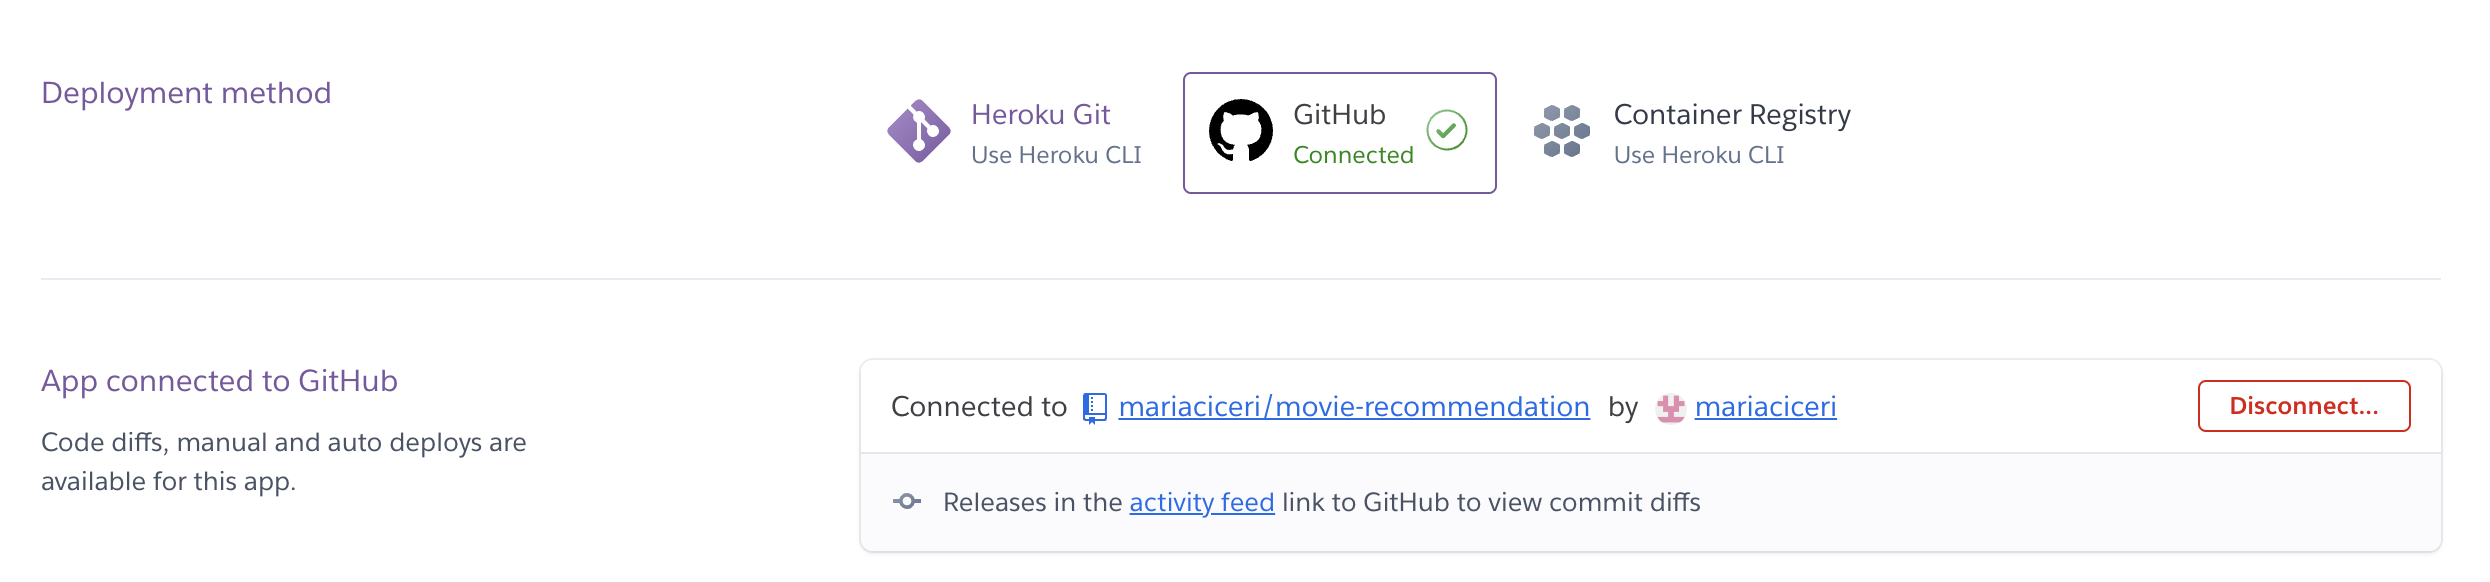 Deployment method
Heroku Git
Use Heroku CLI
GitHub
Connected
Container Registry
Use Heroku CLI
App connected to GitHub
Code diffs, manual and auto deploys are
available for this app.
Connected to mariaciceri/movie-recommendation by mariaciceri
Disconnect...
Releases in the activity feed link to GitHub to view commit diffs